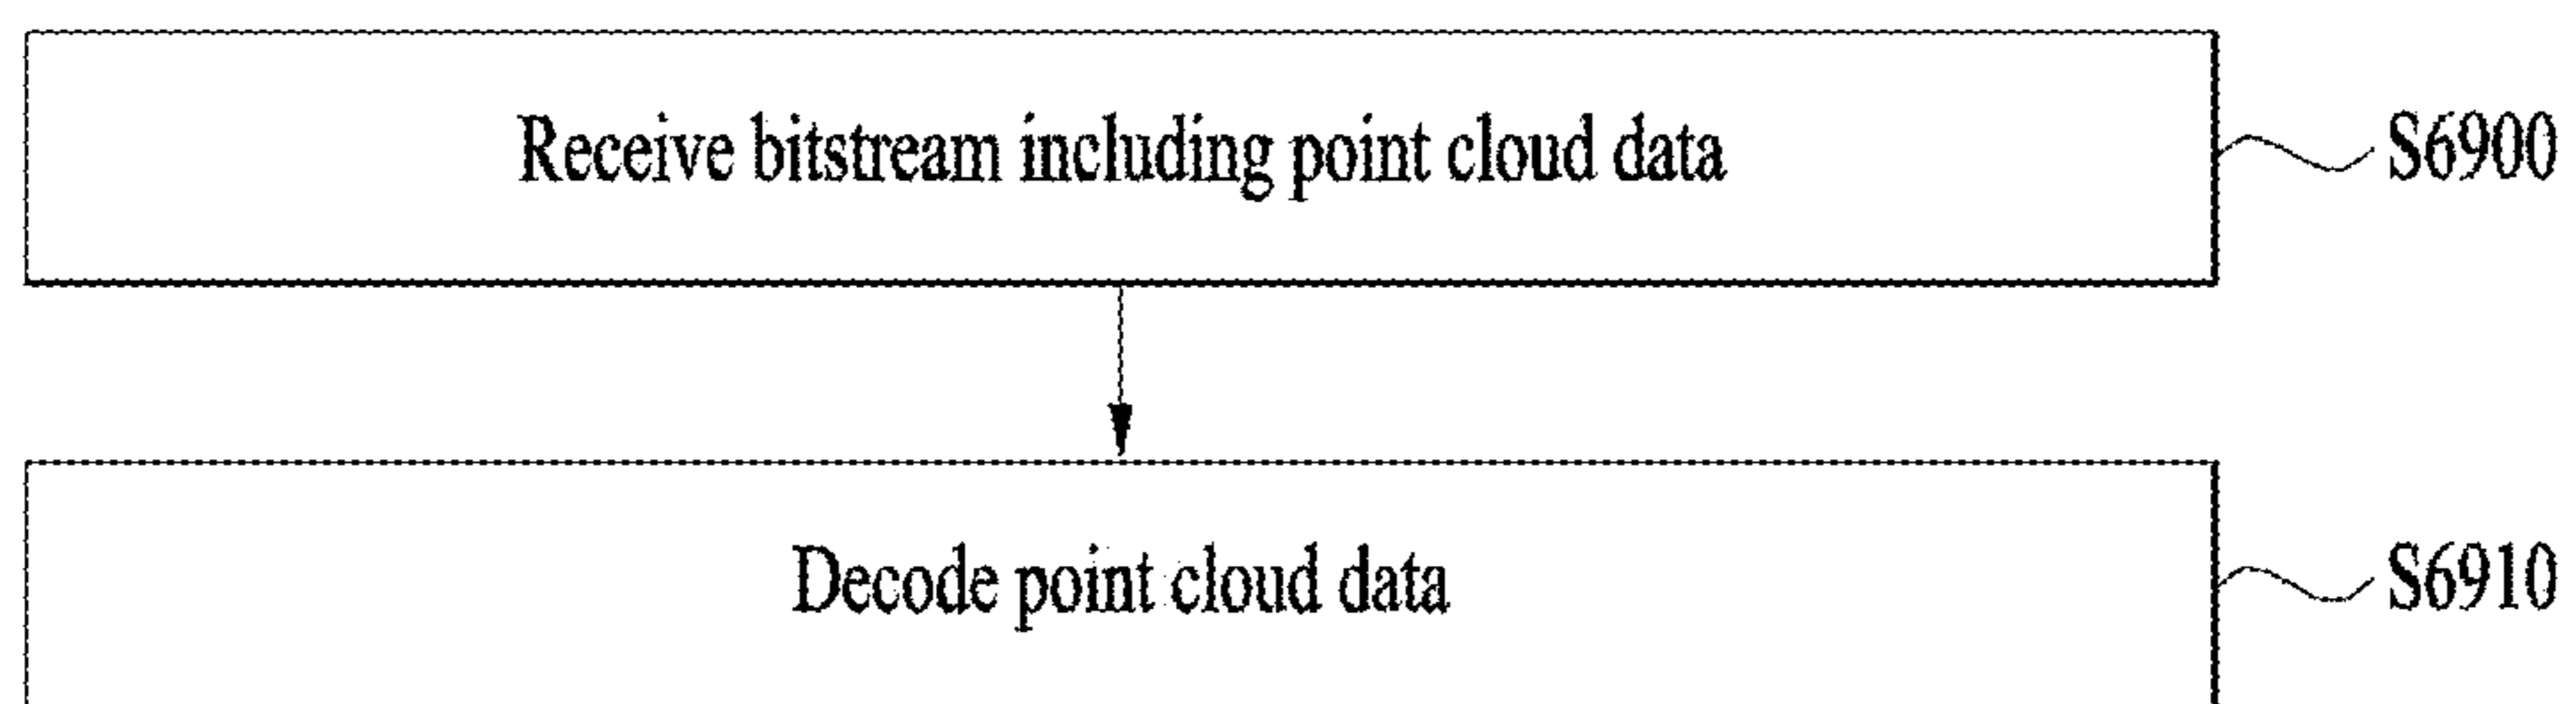 Receive bitstream including point cloud data
S6900
Decode point cloud data
S6910